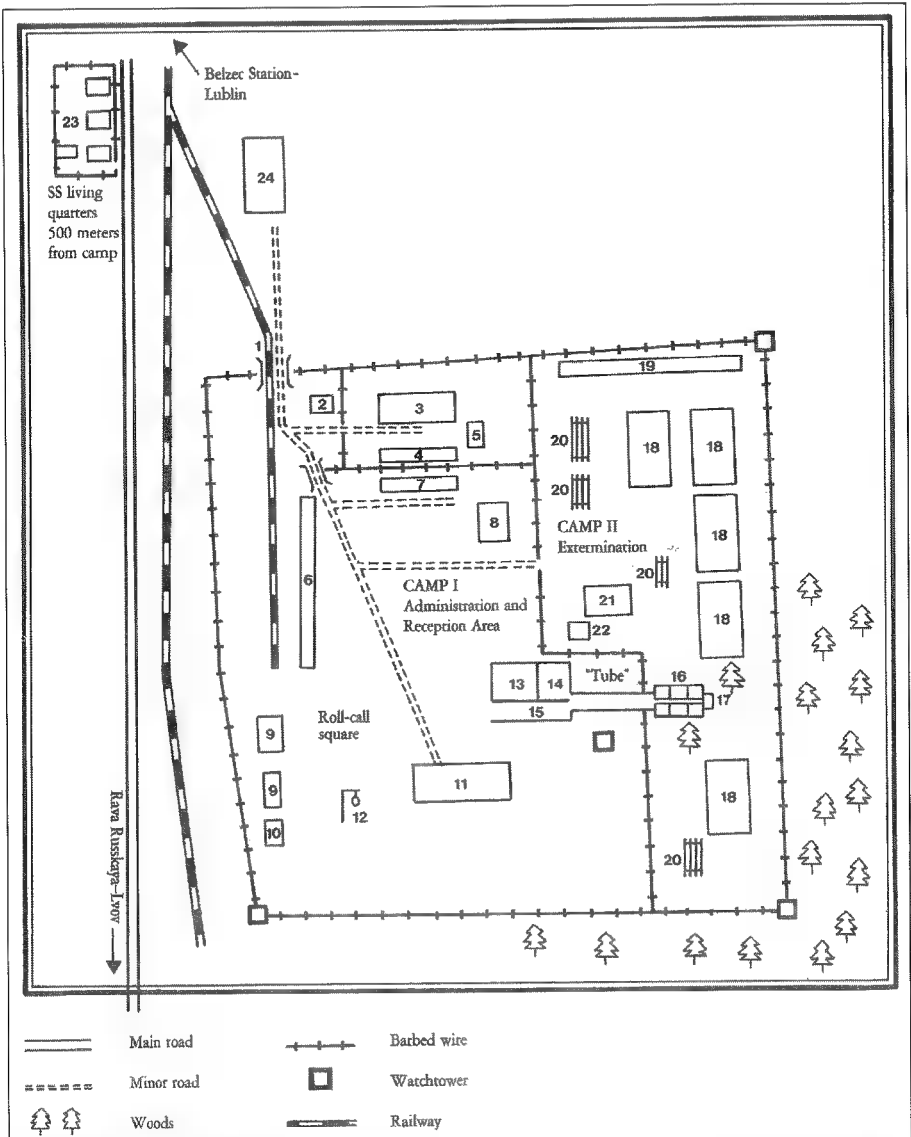 Belzec Station-
Lublin
23
24
SS living
quarters
500 meters
from camp
1
19
2
3
5
20
18
18
4
7
20
8
CAMP II
Extermination
18
6
20
CAMP I
Administration and
Reception Area
21
18
22
"Tube"
16
13
14
17
15
Roll-call
square
9
11
18
9
12
10
20
Rava Russkaya-Lvov
Main road
Barbed wire
Minor road
Watchtower
Woods
Railway